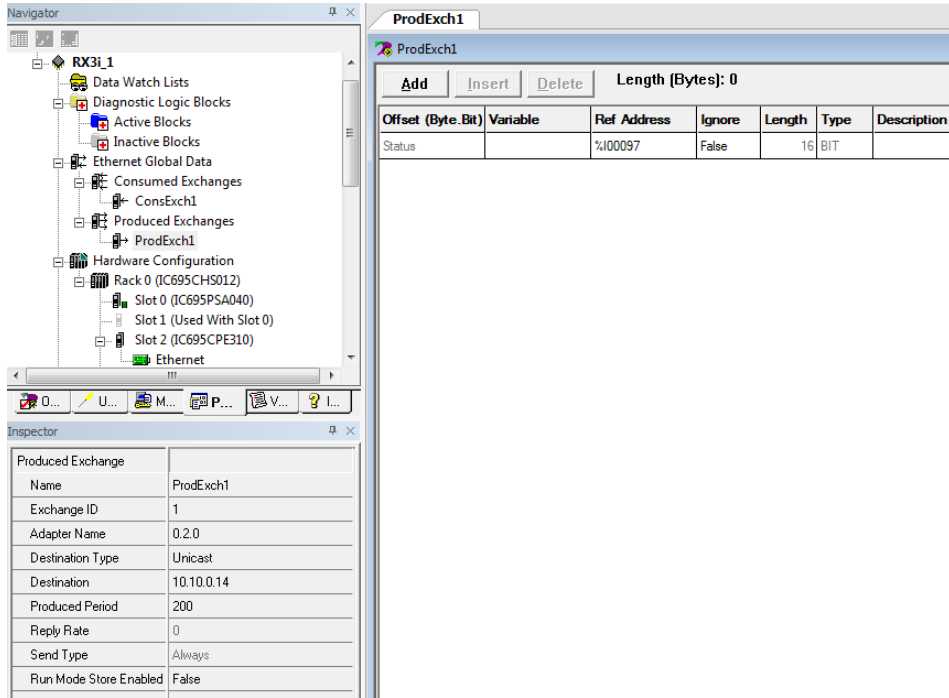 Navigator
RX3i_1
Data Watch Lists
Diagnostic Logic Blocks
Active Blocks
Inactive Blocks
Ethernet Global Data
Consumed Exchanges
ConsExch1
Produced Exchanges
ProdExch1
Hardware Configuration
Rack 0 (IC695CHS012)
Slot 0 (IC695PSA040)
Slot 1 (Used With Slot 0)
Slot 2 (IC695CPE310)
Ethernet
O... U... M... P... V... I...
Inspector
Produced Exchange
Name ProdExch1
Exchange ID 1
Adapter Name 0.2.0
Destination Type Unicast
Destination 10.10.0.14
Produced Period 200
Reply Rate 0
Send Type Always
Run Mode Store Enabled False
ProdExch1
ProdExch1
Add Insert Delete Length (Bytes): 0
Offset (Byte.Bit) Variable Ref Address Ignore Length Type Description
Status %I00097 False 16 BIT